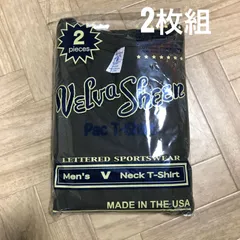 2枚組
2
pieces
Velva Sheen
Pac T-Shirt
LETTERED SPORTSWEAR
Men's V Neck T-Shirt
MADE IN THE USA